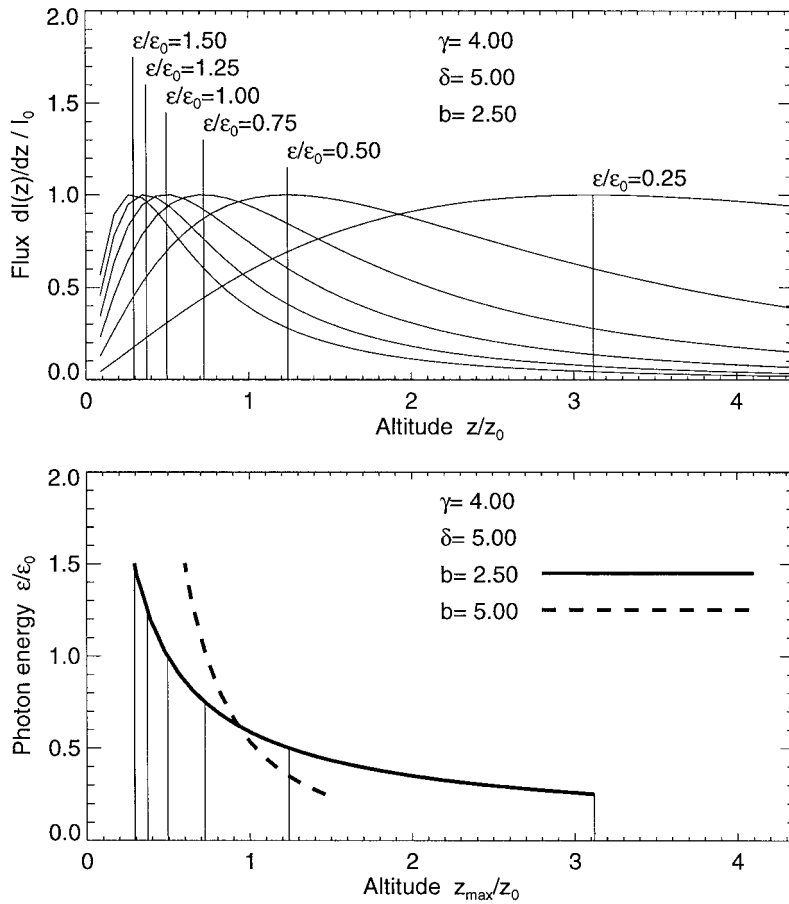 2.0
1.5
1.0
0.5
0.0
Flux dI(z)/dz / I₀
ε/ε₀=1.50
ε/ε₀=1.25
ε/ε₀=1.00
ε/ε₀=0.75
ε/ε₀=0.50
ε/ε₀=0.25
γ= 4.00
δ= 5.00
b= 2.50
0 1 2 3 4
Altitude z/z₀
2.0
1.5
1.0
0.5
0.0
Photon energy ε/ε₀
γ= 4.00
δ= 5.00
b= 2.50
b= 5.00
0 1 2 3 4
Altitude zmax/z₀